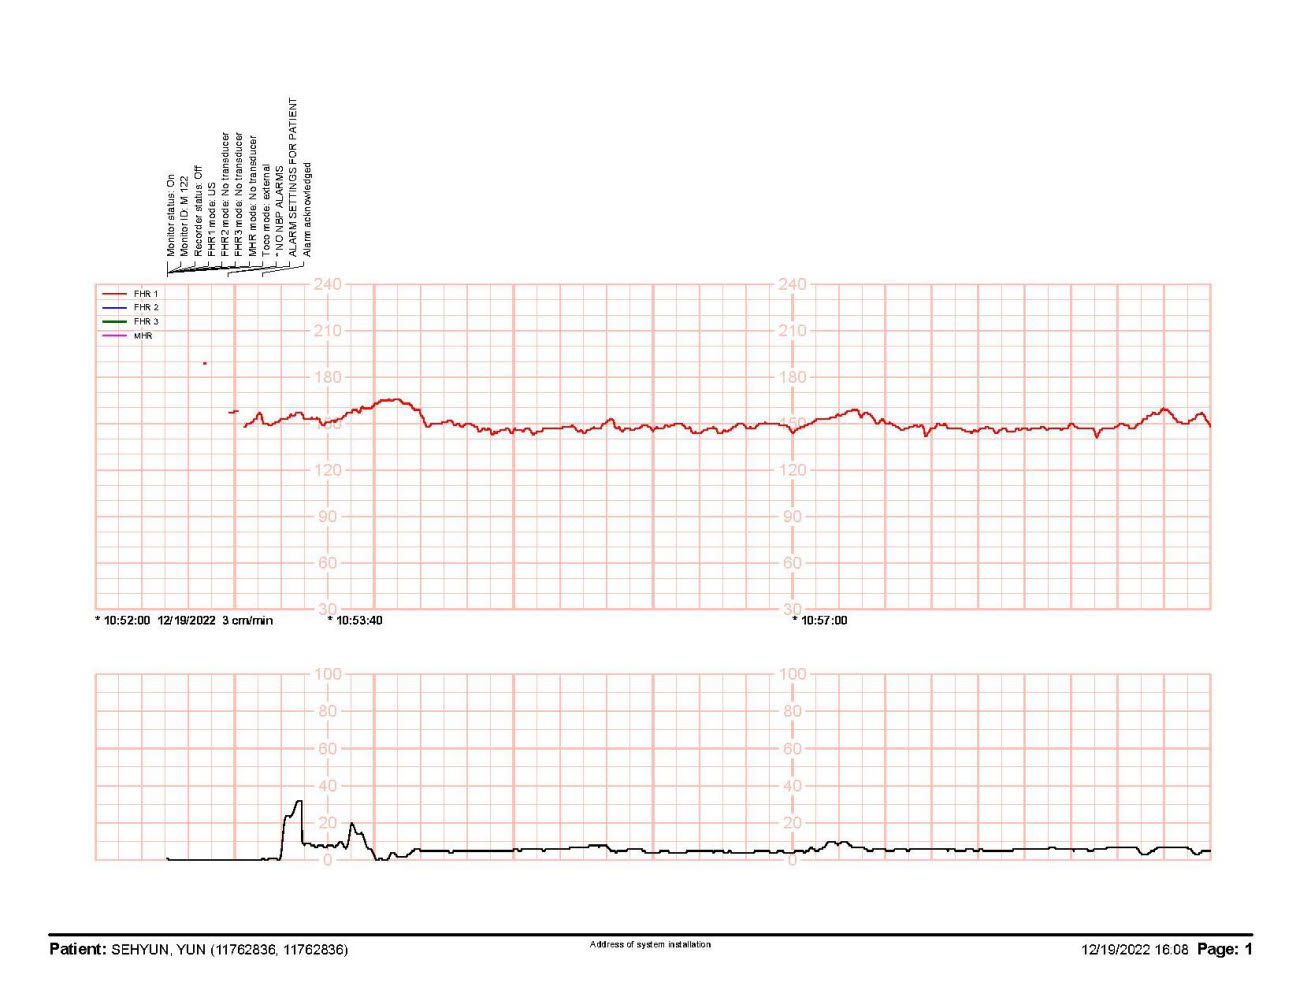 Monitor status: On
Monitor ID: M 122
Recorder status: Off
FHR1 mode: US
FHR2 mode: No transducer
FHR3 mode: No transducer
MHR mode: No transducer
Toco mode: external
* NO NBP ALARMS
ALARM SETTINGS FOR PATIENT
Alarm acknowledged
FHR 1
FHR 2
FHR 3
MHR
240 240
210 210
180 180
150 150
120 120
90 90
60 60
30 30
* 10:52:00 12/19/2022 3 cm/min * 10:53:40 * 10:57:00
100 100
80 80
60 60
40 40
20 20
0 0
Patient: SEHYUN, YUN (11762836, 11762836) Address of system installation 12/19/2022 16:08 Page: 1